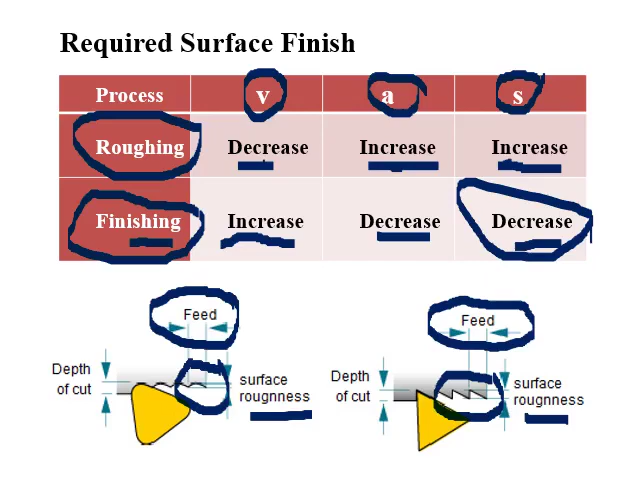 Required Surface Finish
Process v a s
Roughing Decrease Increase Increase
Finishing Increase Decrease Decrease
Feed
Depth
of cut
surface
rougnness
Feed
Depth
of cut
surface
rougnness